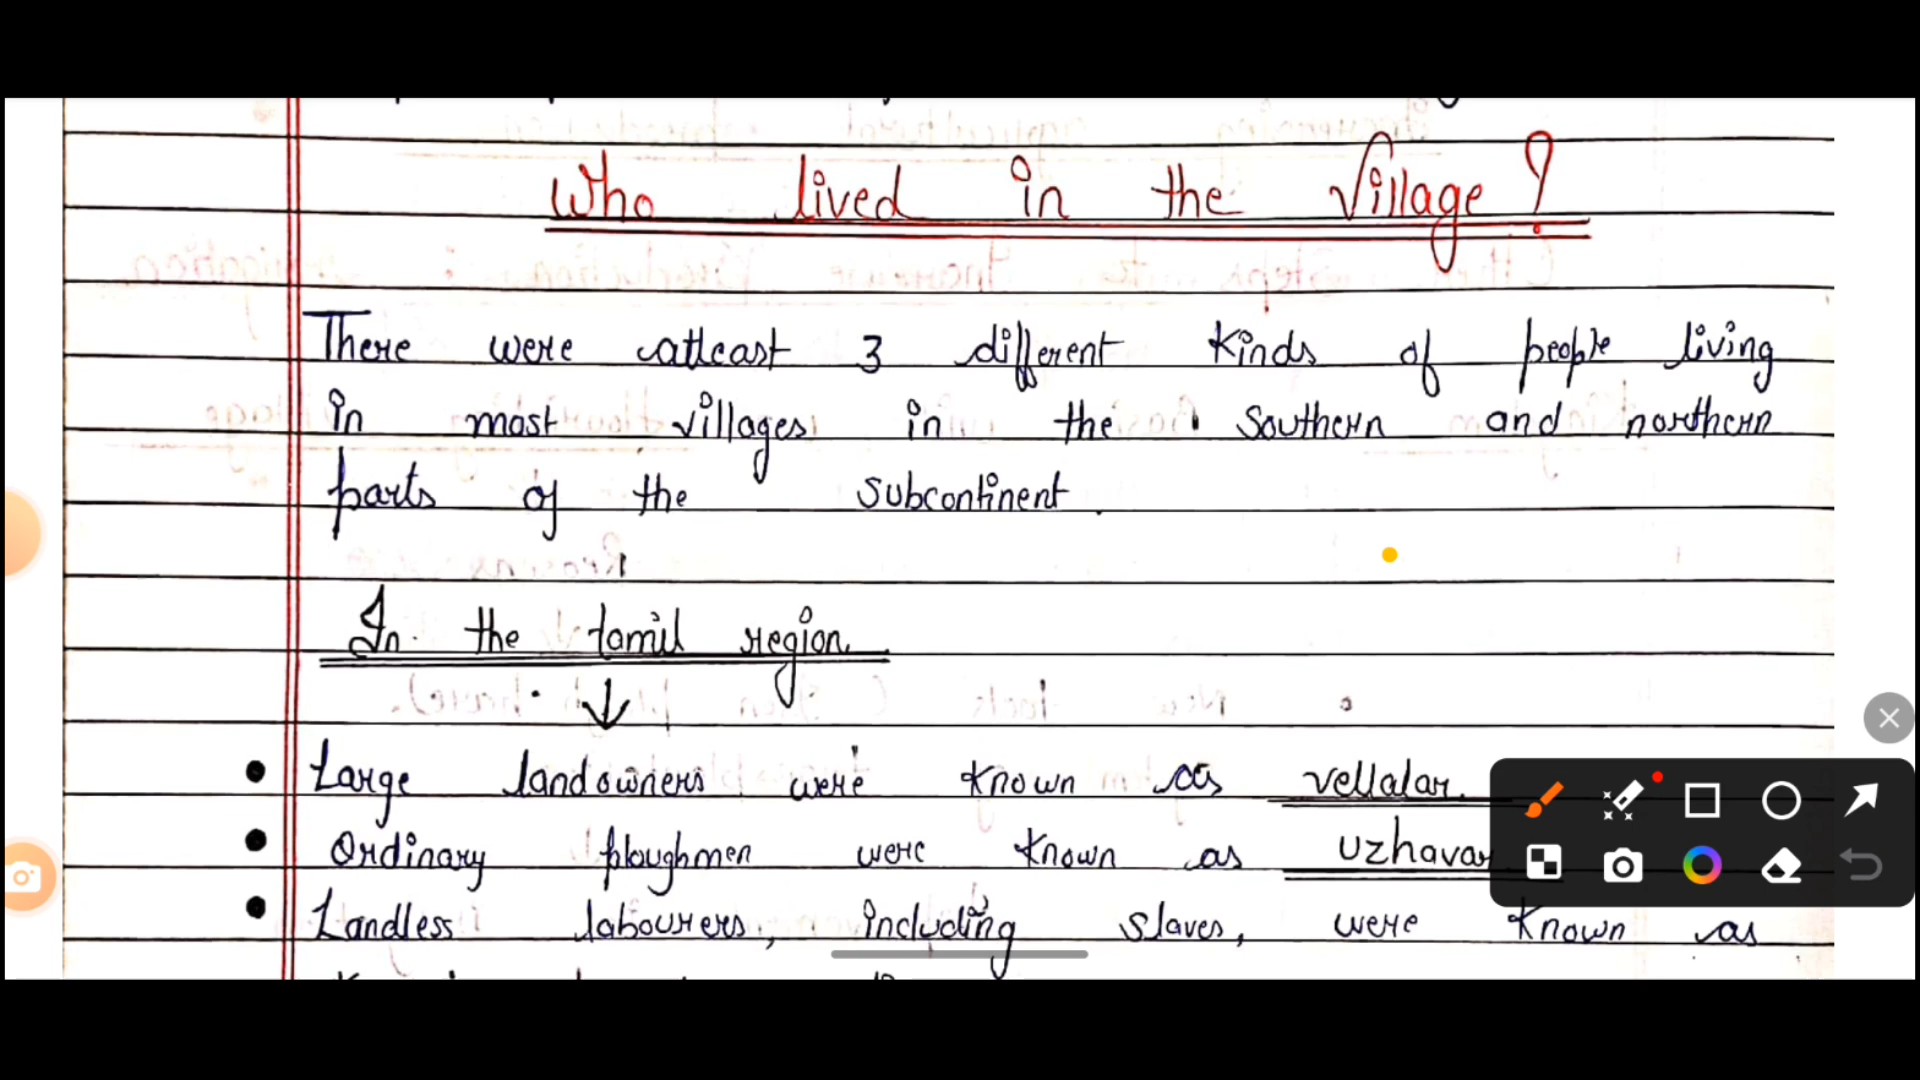 Who lived in the Village?
There were atleast 3 different kinds of people living
in most villages in the southern and northern
parts of the subcontinent.
In the tamil region
Large landowners were known as vellalar.
Ordinary ploughmen were known as uzhavar
Landless labourers, including slaves, were known as